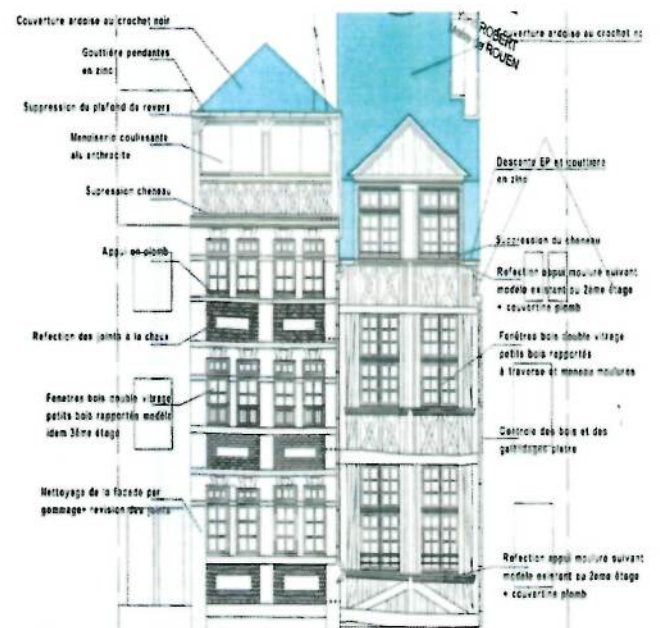 Couverture ardoise au crochet noir
Gouttière pendantes
en zinc
Suppression du plafond de revers
Menuiserie coulissante
alu anthracite
Supression cheneau
Appui en plomb
Refection des joints a la chaux
Fenetres bois double vitrage
petits bois rapportés modèle
idem 3ème étage
Nettoyage de la facade par
gommage+ revision des joints
ROBERT
ROUEN
ouverture ardoise au crochet no
Descente EP et gouttiere
en zinc
Suppression du cheneau
Refection appui mouluré suivant
modele existant au 2ème étage
+ couvertine plomb
Fenêtres bois double vitrage
petits bois rapportés
à traverse et meneau moulures
Controle des bois et des
platre
Refection appui mouluré suivant
modele existant au 2eme étage
+ couvertine plomb